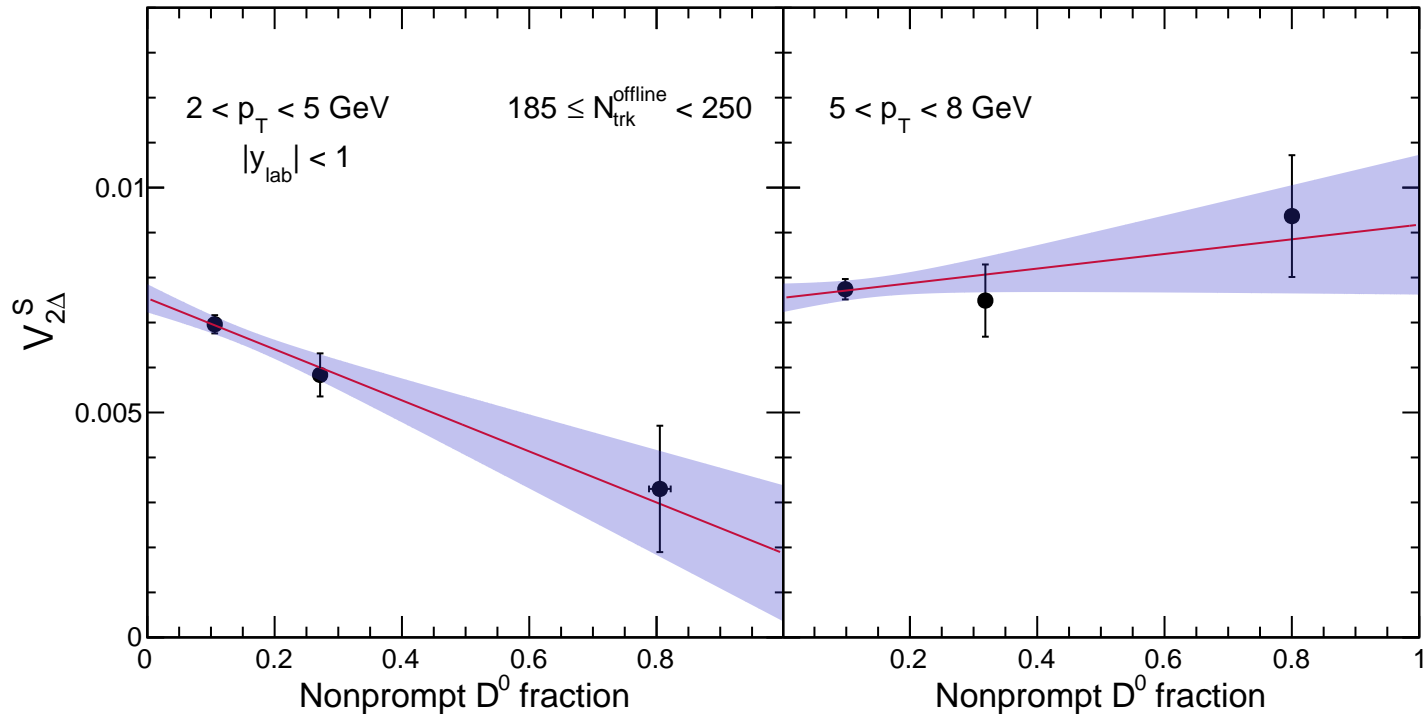 2 < p_T < 5 GeV
185 ≤ N_trk^offline < 250
|y_lab| < 1
5 < p_T < 8 GeV
V_2Δ^S
0.01
0.005
0
0 0.2 0.4 0.6 0.8
0.2 0.4 0.6 0.8 1
Nonprompt D^0 fraction
Nonprompt D^0 fraction